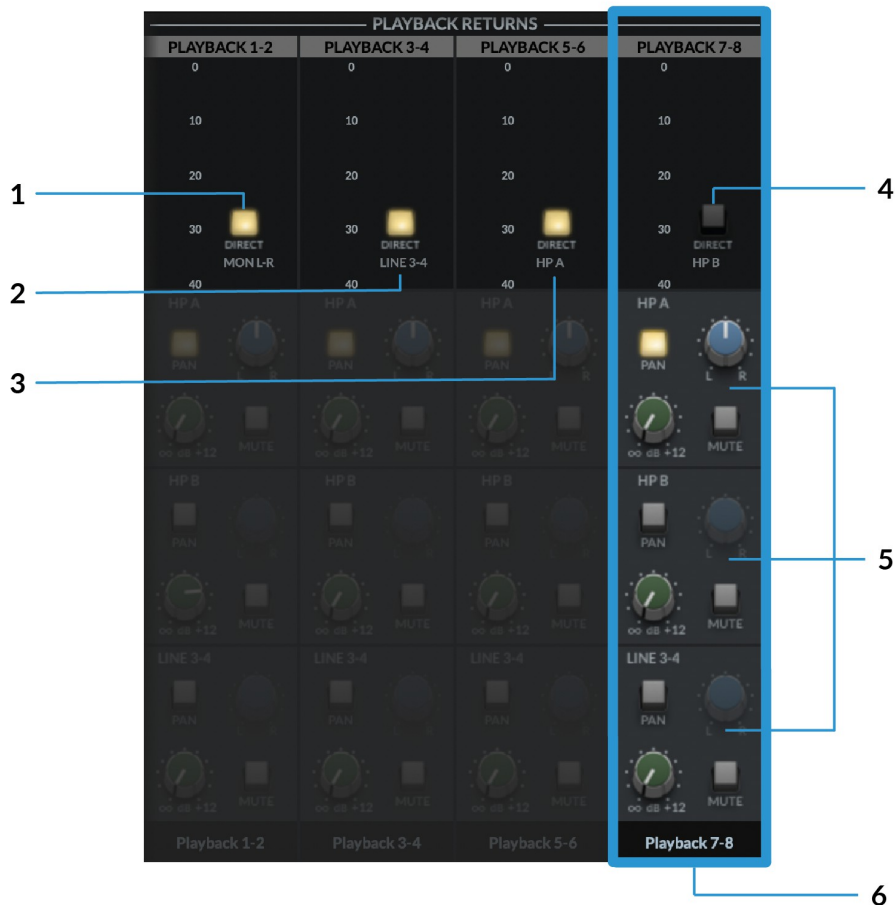 PLAYBACK RETURNS
PLAYBACK 1-2 PLAYBACK 3-4 PLAYBACK 5-6 PLAYBACK 7-8
0 0 0 0
10 10 10 10
20 20 20 20
1 4
30 30 30 30
DIRECT DIRECT DIRECT DIRECT
MON L-R LINE 3-4 HP A HP B
2
40 40 40 40
HP A HP A HP A HP A
PAN L R PAN L R PAN L R PAN L R
3
∞ dB +12 MUTE ∞ dB +12 MUTE ∞ dB +12 MUTE ∞ dB +12 MUTE
HP B HP B HP B HP B
PAN L R PAN L R PAN L R PAN L R
5
∞ dB +12 MUTE ∞ dB +12 MUTE ∞ dB +12 MUTE ∞ dB +12 MUTE
LINE 3-4 LINE 3-4 LINE 3-4 LINE 3-4
PAN L R PAN L R PAN L R PAN L R
∞ dB +12 MUTE ∞ dB +12 MUTE ∞ dB +12 MUTE ∞ dB +12 MUTE
Playback 1-2 Playback 3-4 Playback 5-6 Playback 7-8
6